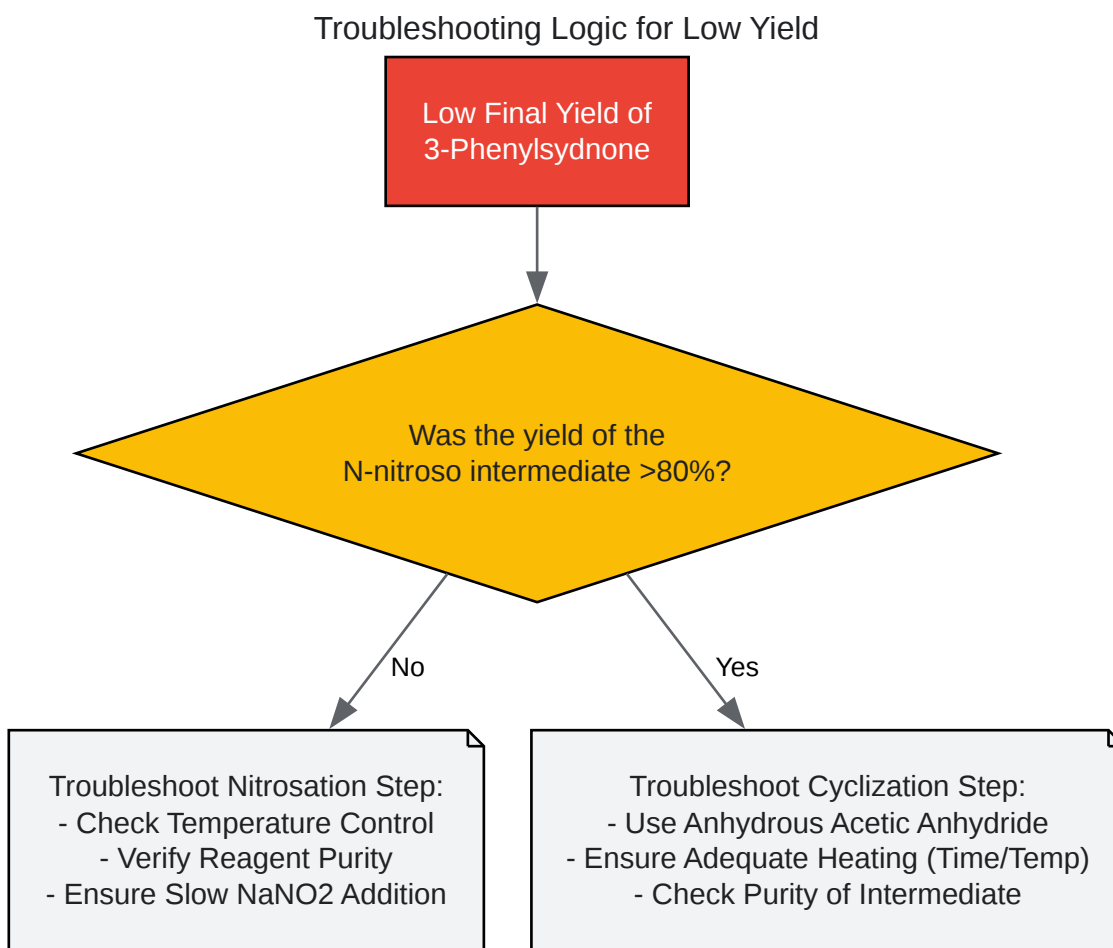 Troubleshooting Logic for Low Yield
Low Final Yield of
3-Phenylsydnone
Was the yield of the
N-nitroso intermediate >80%?
No
Yes
Troubleshoot Nitrosation Step:
- Check Temperature Control
- Verify Reagent Purity
- Ensure Slow NaNO2 Addition
Troubleshoot Cyclization Step:
- Use Anhydrous Acetic Anhydride
- Ensure Adequate Heating (Time/Temp)
- Check Purity of Intermediate